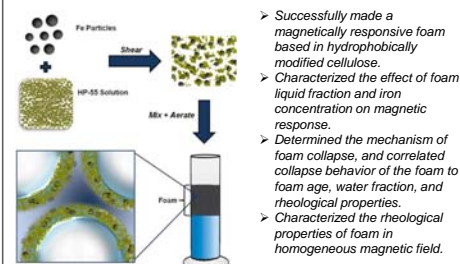 Fe Particles
Shear
HP-55 Solution
Mix + Aerate
Foam
➢ Successfully made a
magnetically responsive foam
based in hydrophobically
modified cellulose.
➢ Characterized the effect of foam
liquid fraction and iron
concentration on magnetic
response.
➢ Determined the mechanism of
foam collapse, and correlated
collapse behavior of the foam to
foam age, water fraction, and
rheological properties.
➢ Characterized the rheological
properties of foam in
homogeneous magnetic field.